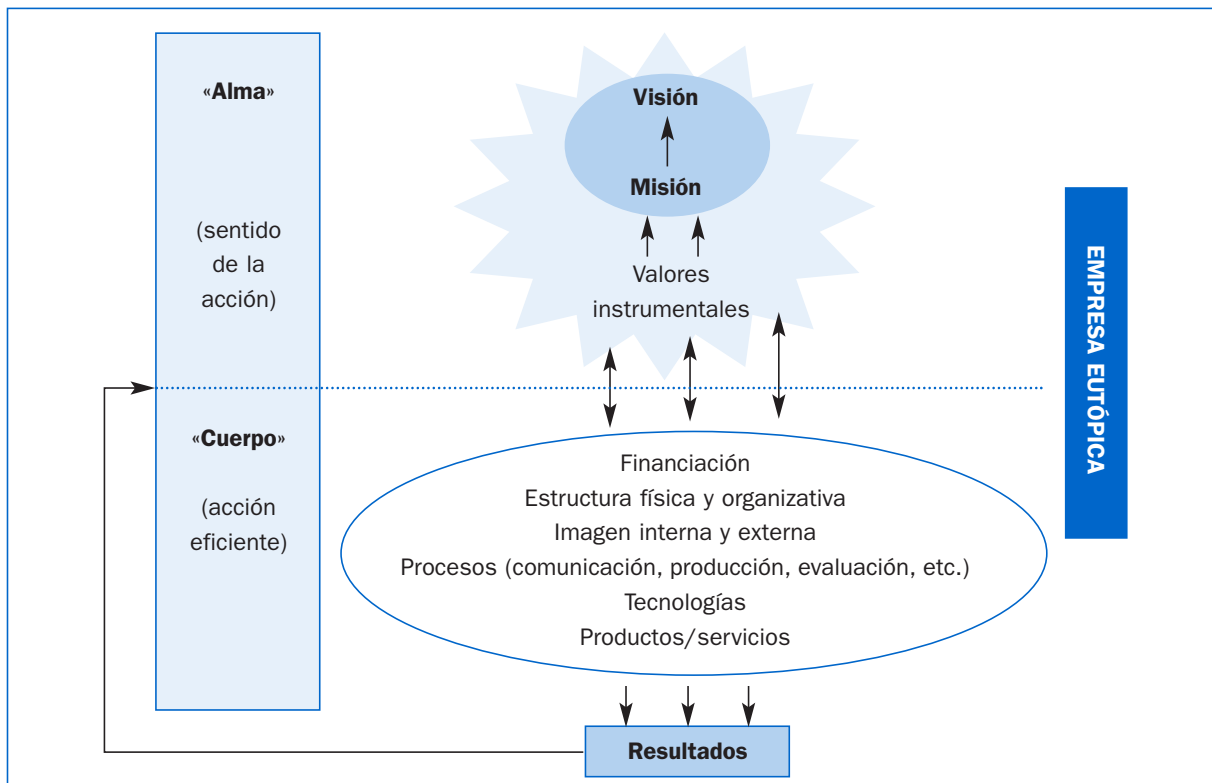 «Alma»
(sentido
de la
acción)
«Cuerpo»
(acción
eficiente)
Visión
Misión
Valores
instrumentales
Financiación
Estructura física y organizativa
Imagen interna y externa
Procesos (comunicación, producción, evaluación, etc.)
Tecnologías
Productos/servicios
Resultados
EMPRESA EUTÓPICA